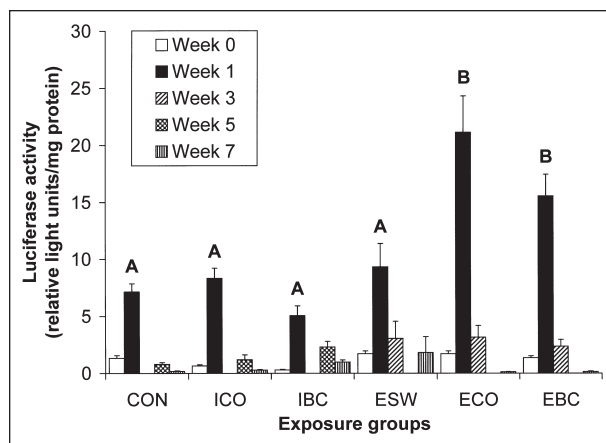 Luciferase activity
(relative light units/mg protein)
30
25
20
15
10
5
0
Week 0
Week 1
Week 3
Week 5
Week 7
A
A
A
A
B
B
CON ICO IBC ESW ECO EBC
Exposure groups